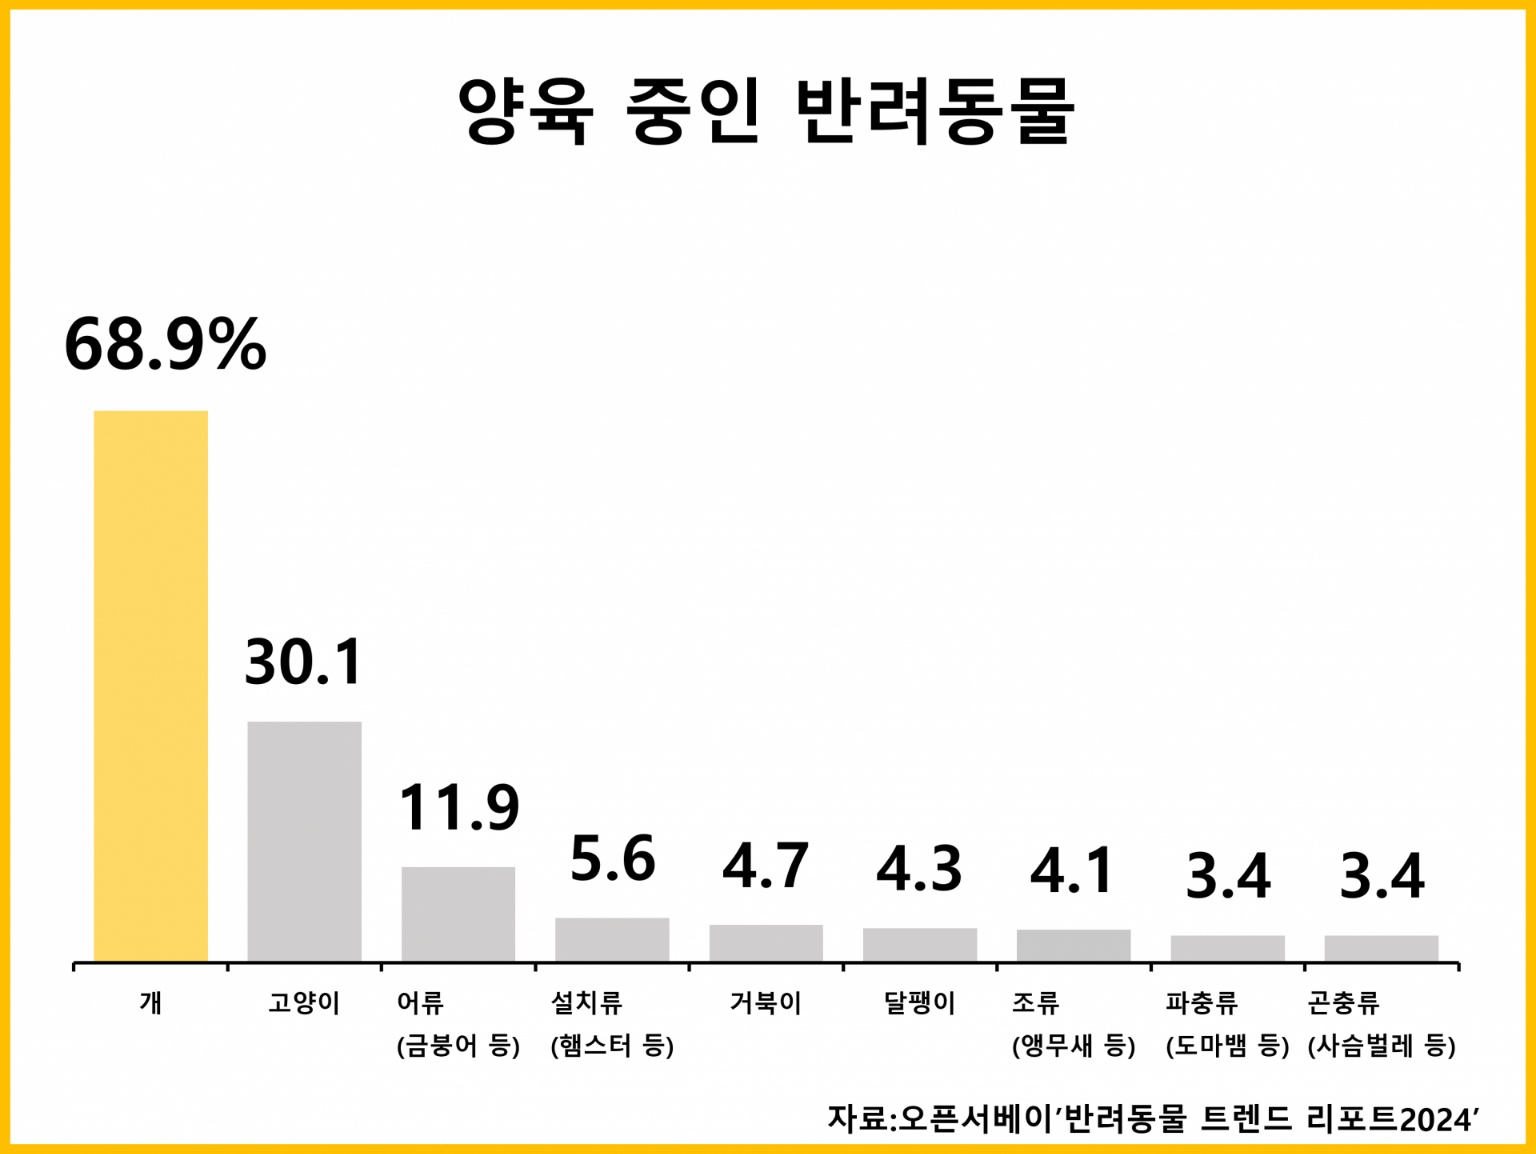 양육 중인 반려동물
68.9%
30.1
11.9
5.6
4.7
4.3
4.1
3.4
3.4
개
고양이
어류
(금붕어 등)
설치류
(햄스터 등)
거북이
달팽이
조류
(앵무새 등)
파충류
(도마뱀 등)
곤충류
(사슴벌레 등)
자료:오픈서베이'반려동물 트렌드 리포트2024'